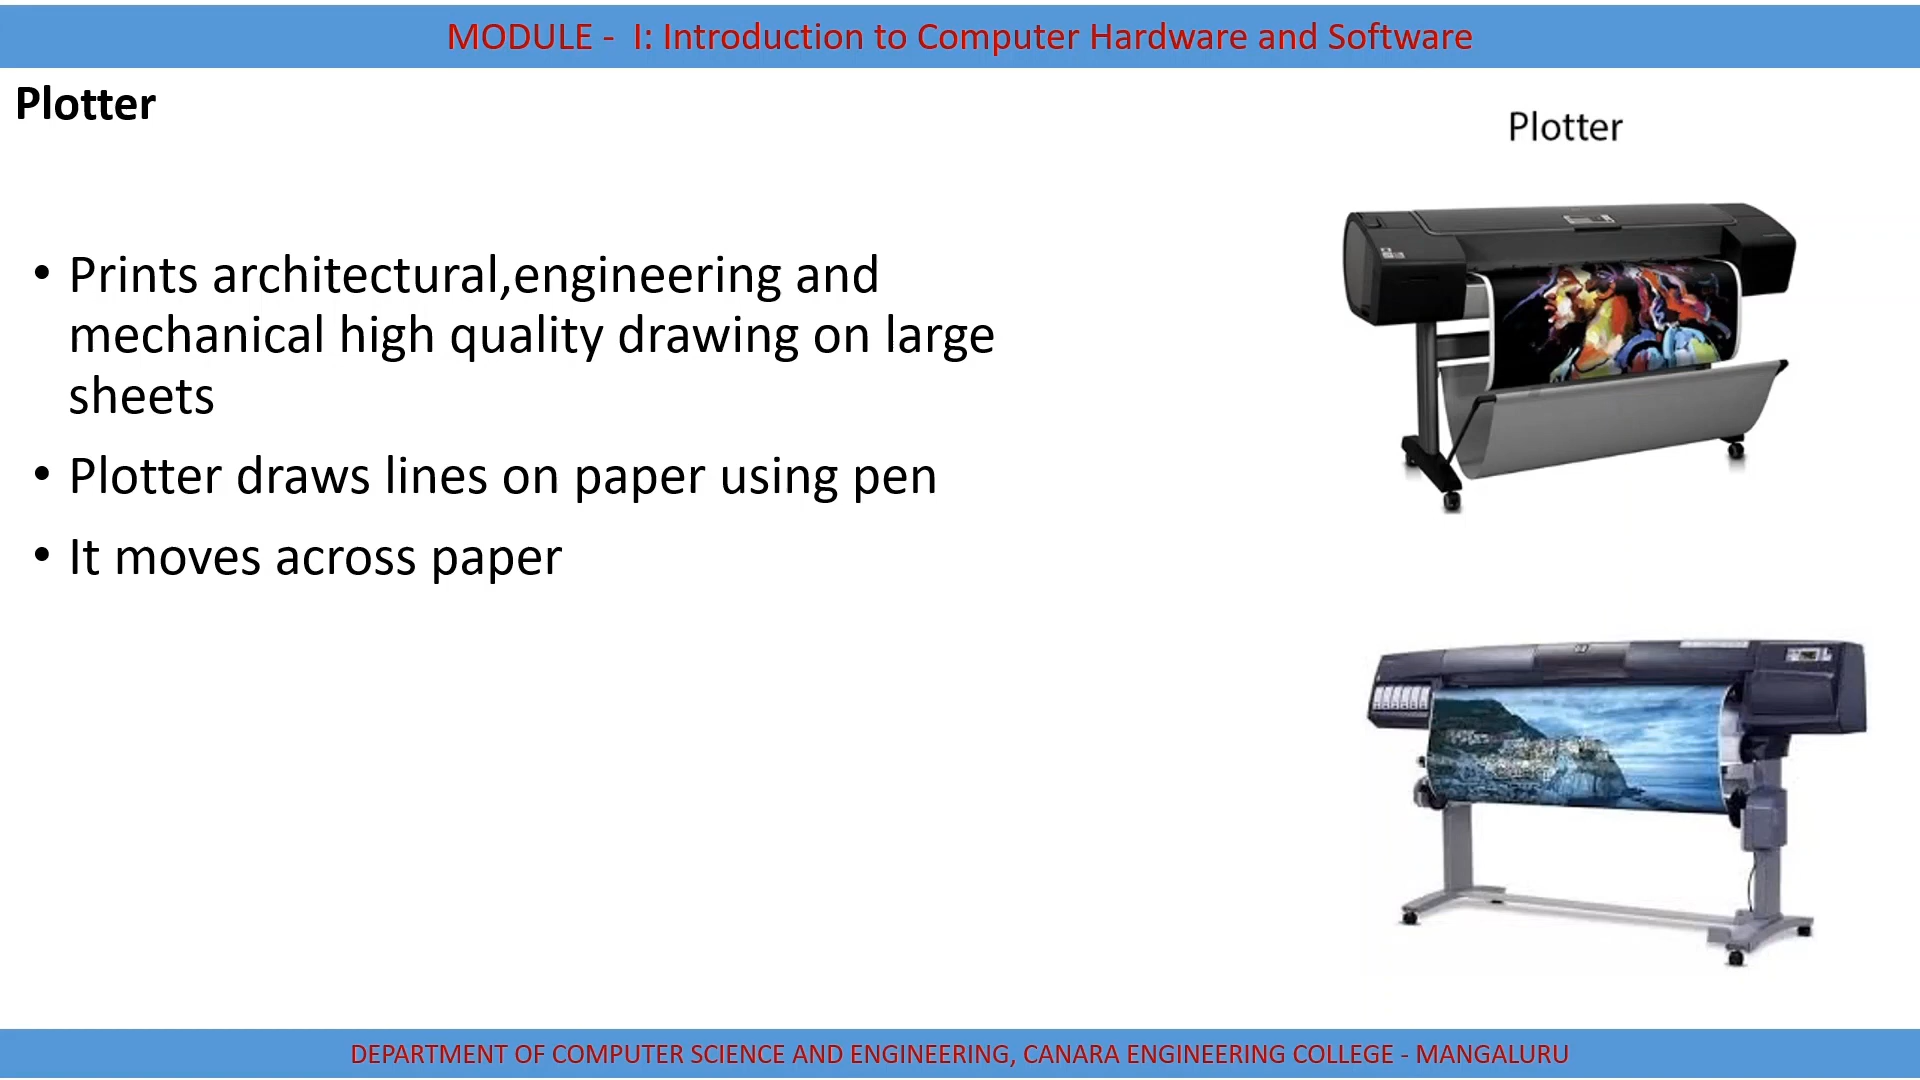 MODULE - I: Introduction to Computer Hardware and Software
Plotter
Plotter
• Prints architectural,engineering and
mechanical high quality drawing on large
sheets
• Plotter draws lines on paper using pen
• It moves across paper
DEPARTMENT OF COMPUTER SCIENCE AND ENGINEERING, CANARA ENGINEERING COLLEGE - MANGALURU